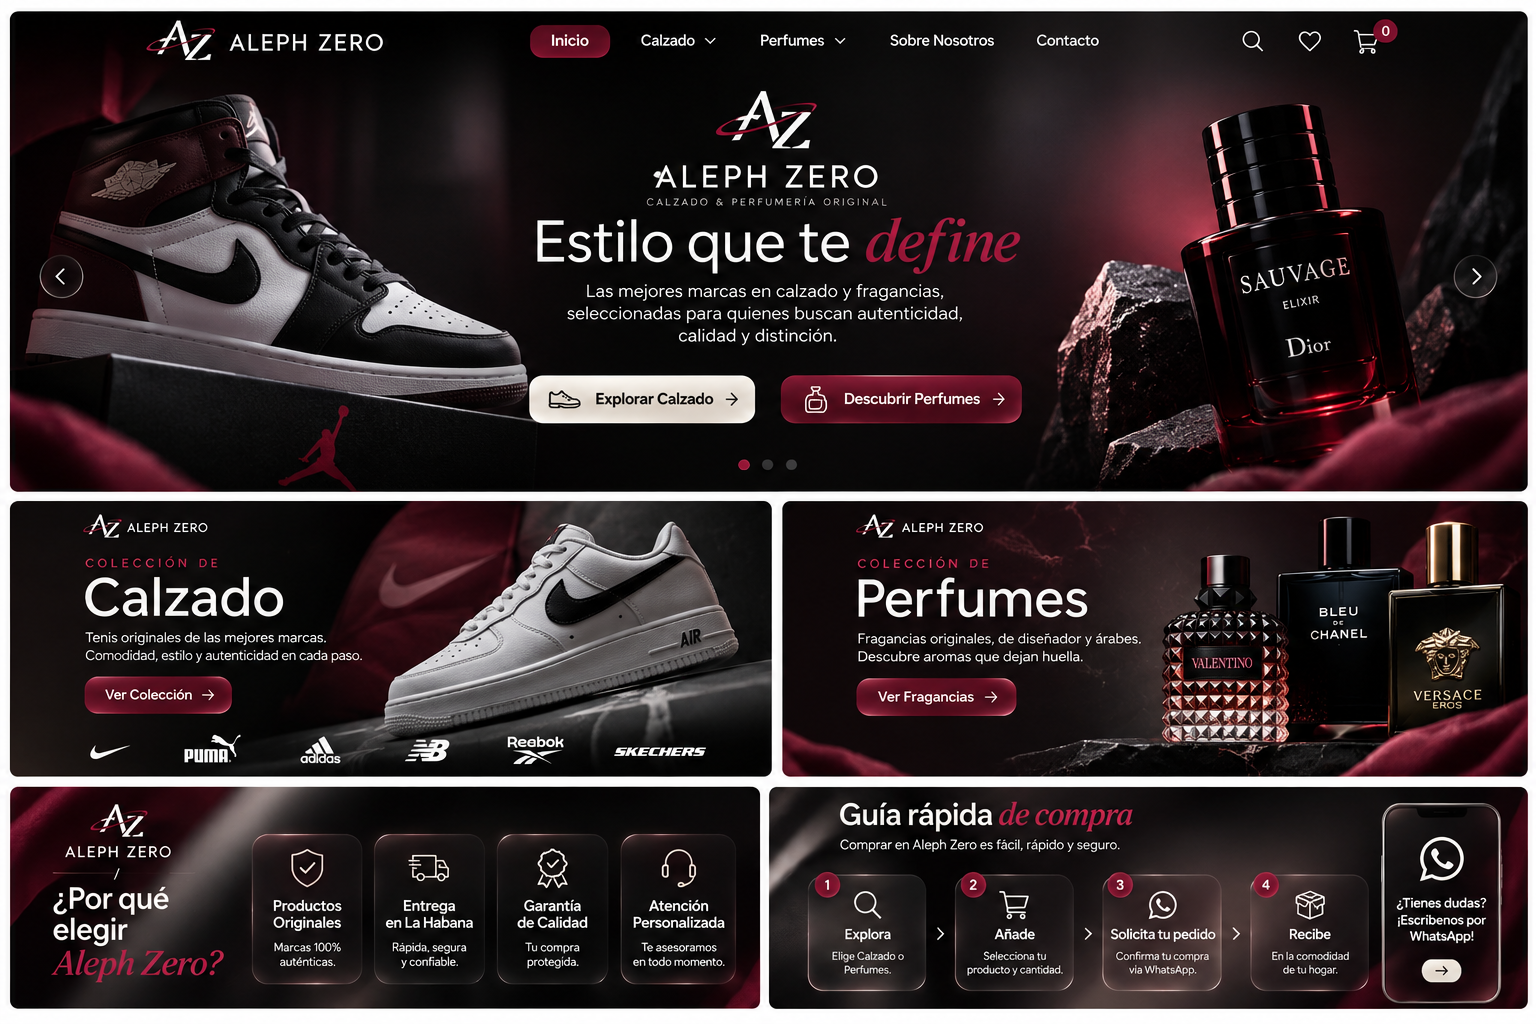 AZ ALEPH ZERO
Inicio
Calzado
Perfumes
Sobre Nosotros
Contacto
0
AZ
ALEPH ZERO
CALZADO & PERFUMERÍA ORIGINAL
Estilo que te define
Las mejores marcas en calzado y fragancias,
seleccionadas para quienes buscan autenticidad,
calidad y distinción.
Explorar Calzado →
Descubrir Perfumes →
SAUVAGE
ELIXIR
Dior
AZ ALEPH ZERO
COLECCIÓN DE
Calzado
Tenis originales de las mejores marcas.
Comodidad, estilo y autenticidad en cada paso.
Ver Colección →
AIR
PUMA
adidas
NB
Reebok
SKECHERS
AZ ALEPH ZERO
COLECCIÓN DE
Perfumes
Fragancias originales, de diseñador y árabes.
Descubre aromas que dejan huella.
Ver Fragancias →
VALENTINO
BLEU
DE
CHANEL
VERSACE
EROS
AZ
ALEPH ZERO
/
¿Por qué
elegir
Aleph Zero?
Productos
Originales
Marcas 100%
auténticas.
Entrega
en La Habana
Rápida, segura
y confiable.
Garantía
de Calidad
Tu compra
protegida.
Atención
Personalizada
Te asesoramos
en todo momento.
Guía rápida de compra
Comprar en Aleph Zero es fácil, rápido y seguro.
1
Explora
Elige Calzado o
Perfumes.
2
Añade
Selecciona tu
producto y cantidad.
3
Solicita tu pedido
Confirma tu compra
via WhatsApp.
4
Recibe
En la comodidad
de tu hogar.
¿Tienes dudas?
¡Escríbenos por
WhatsApp!
→